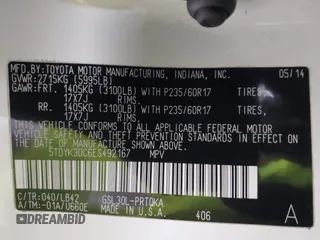 MFD.BY: TOYOTA MOTOR MANUFACTURING, INDIANA, INC. 05/14
GVWR: 2715KG (5995LB)
GAWR:FRT. 1405KG (3100LB) WITH P235/60R17 TIRES,
17X7J RIMS.
RR. 1405KG (3100LB) WITH P235/60R17 TIRES,
17X7J RIMS.
THIS VEHICLE CONFORMS TO ALL APPLICABLE FEDERAL MOTOR
VEHICLE SAFETY, AND THEFT PREVENTION STANDARDS IN EFFECT
ON THE DATE OF MANUFACTURE SHOWN ABOVE.
5TDYK3DC6ES492167 MPV
C/TR: 040/LB42 GSL30L-PRTQKA
A/TM: -01A/U660E MADE IN U.S.A. 406 A
DRIVEANDBID